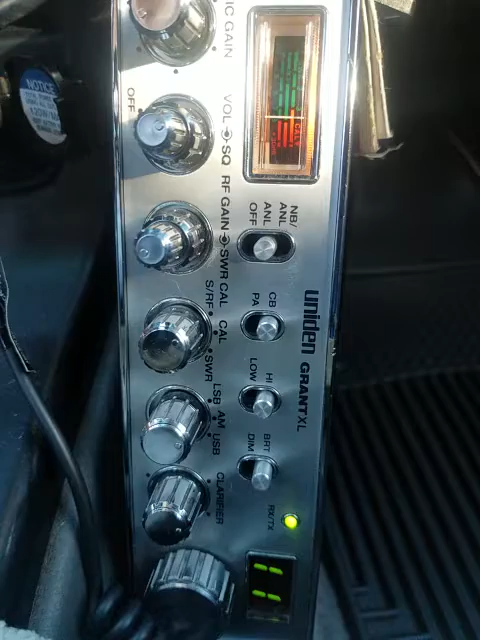 IC GAIN
OFF
VOL SQ
RF GAIN SWR CAL
S/RF CAL SWR
LSB AM USB
CLARIFIER
NB/
ANL ANL OFF
CB PA
HI LOW
BRT DIM
RX/TX
uniden GRANT XL
11
NOTICE